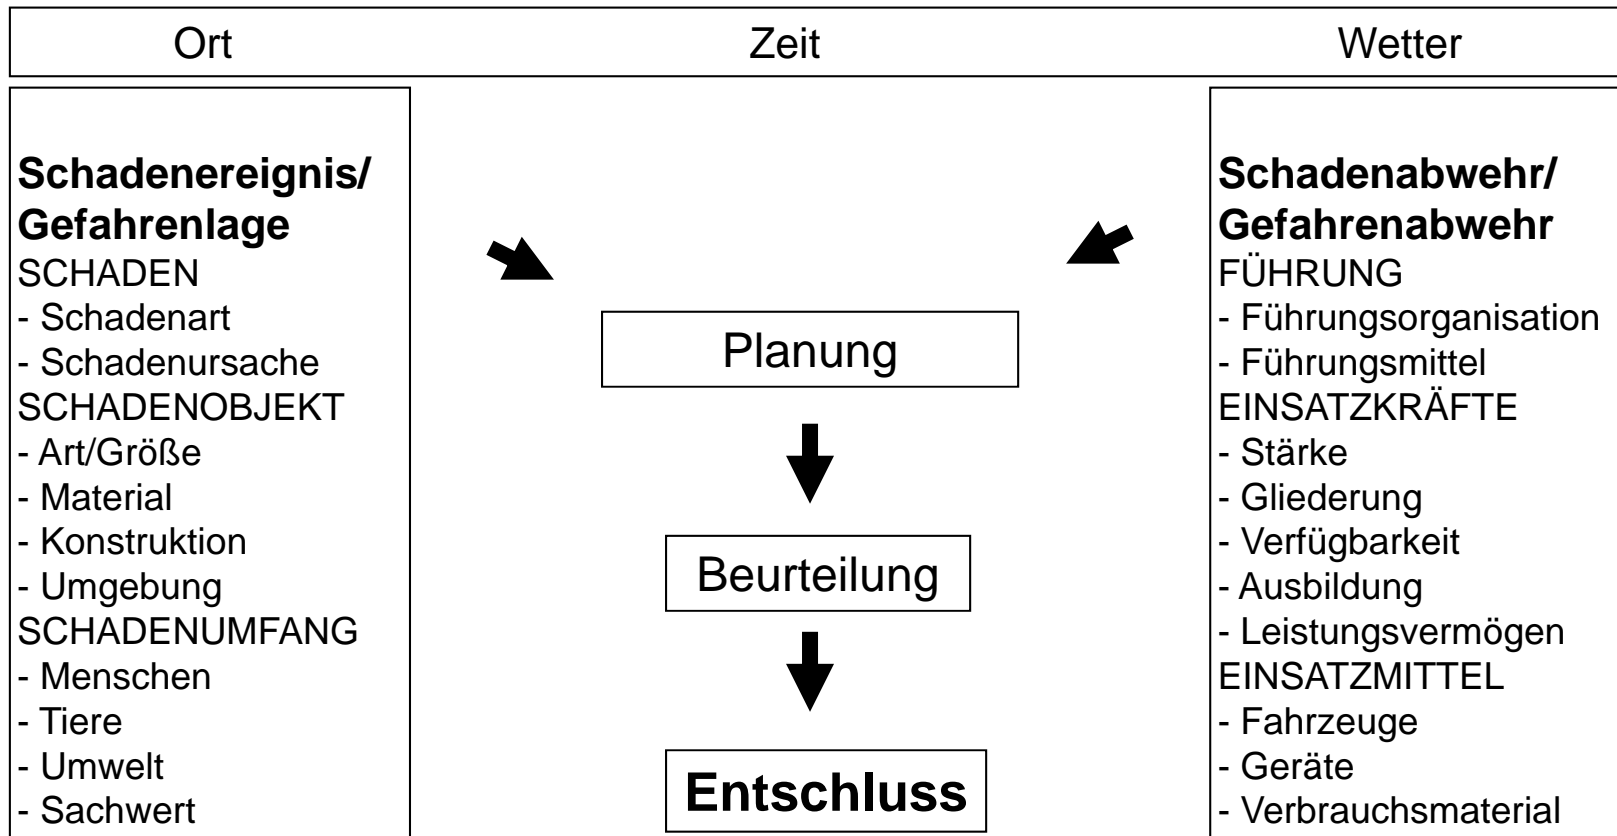 Ort Zeit Wetter
Schadenereignis/
Gefahrenlage
SCHADEN
- Schadenart
- Schadenursache
SCHADENOBJEKT
- Art/Größe
- Material
- Konstruktion
- Umgebung
SCHADENUMFANG
- Menschen
- Tiere
- Umwelt
- Sachwert
Planung
Beurteilung
Entschluss
Schadenabwehr/
Gefahrenabwehr
FÜHRUNG
- Führungsorganisation
- Führungsmittel
EINSATZKRÄFTE
- Stärke
- Gliederung
- Verfügbarkeit
- Ausbildung
- Leistungsvermögen
EINSATZMITTEL
- Fahrzeuge
- Geräte
- Verbrauchsmaterial